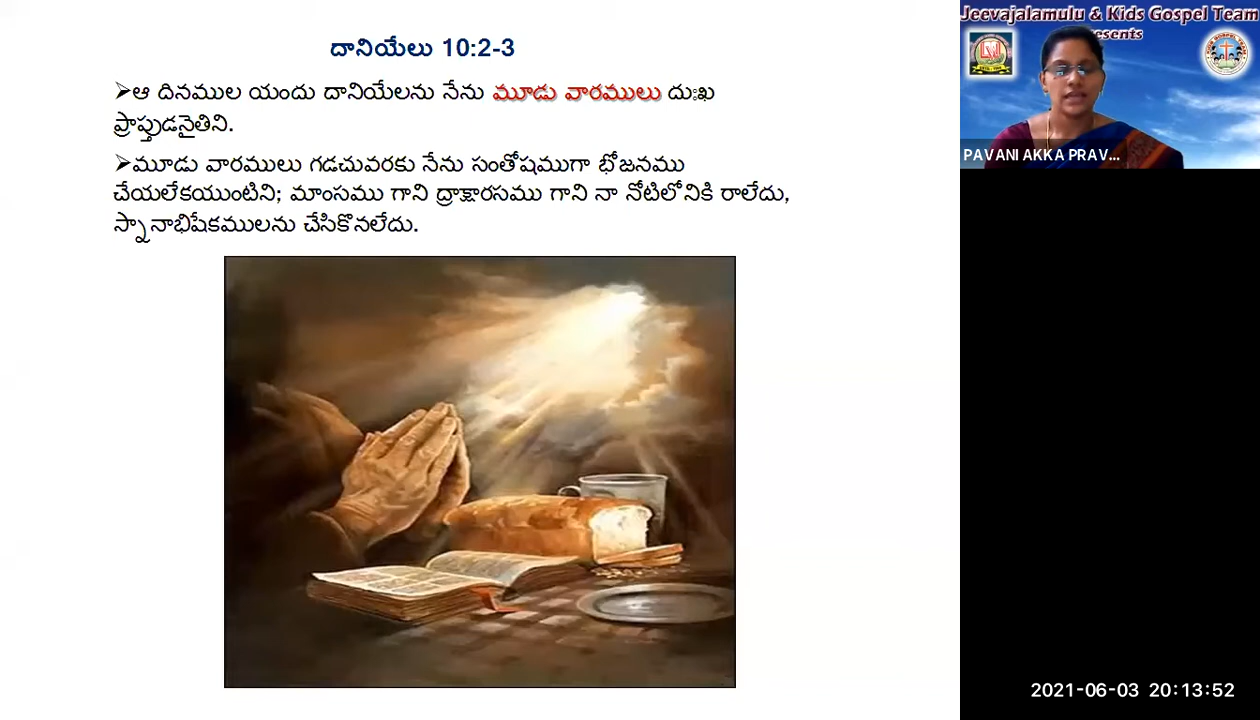 దానియేలు 10:2-3
➢ఆ దినముల యందు దానియేలను నేను మూడు వారములు దుఃఖ
ప్రాప్తుడనైతిని.
➢మూడు వారములు గడచువరకు నేను సంతోషముగా భోజనము
చేయలేకయుంటిని; మాంసము గాని ద్రాక్షారసము గాని నా నోటిలోనికి రాలేదు,
స్నానాభిషేకములను చేసికొనలేదు.
Jeevajalamulu & Kids Gospel Team
PAVANI AKKA PRAV...
2021-06-03 20:13:52